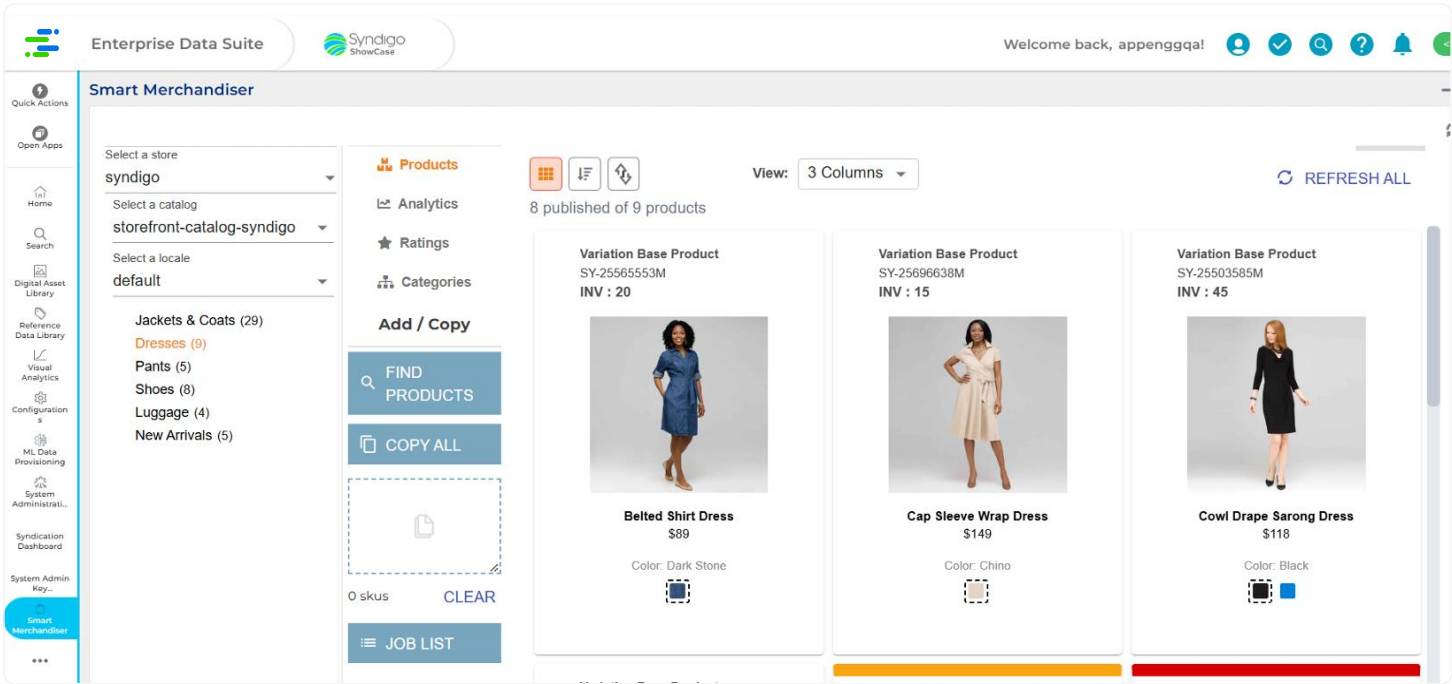 Enterprise Data Suite
Syndigo
ShowCase
Welcome back, appenggqa!
Smart Merchandiser
Quick Actions
Open Apps
Home
Search
Digital Asset
Library
Reference
Data Library
Visual
Analytics
Configuration
s
ML Data
Provisioning
System
Administrati...
Syndication
Dashboard
System Admin
Key...
Smart
Merchandiser
Select a store
syndigo
Select a catalog
storefront-catalog-syndigo
Select a locale
default
Jackets & Coats (29)
Dresses (9)
Pants (5)
Shoes (8)
Luggage (4)
New Arrivals (5)
Products
Analytics
Ratings
Categories
Add / Copy
FIND
PRODUCTS
COPY ALL
0 skus
CLEAR
JOB LIST
View:
3 Columns
REFRESH ALL
8 published of 9 products
Variation Base Product
SY-25565553M
INV : 20
Belted Shirt Dress
$89
Color: Dark Stone
Variation Base Product
SY-25696638M
INV : 15
Cap Sleeve Wrap Dress
$149
Color: Chino
Variation Base Product
SY-25503585M
INV : 45
Cowl Drape Sarong Dress
$118
Color: Black